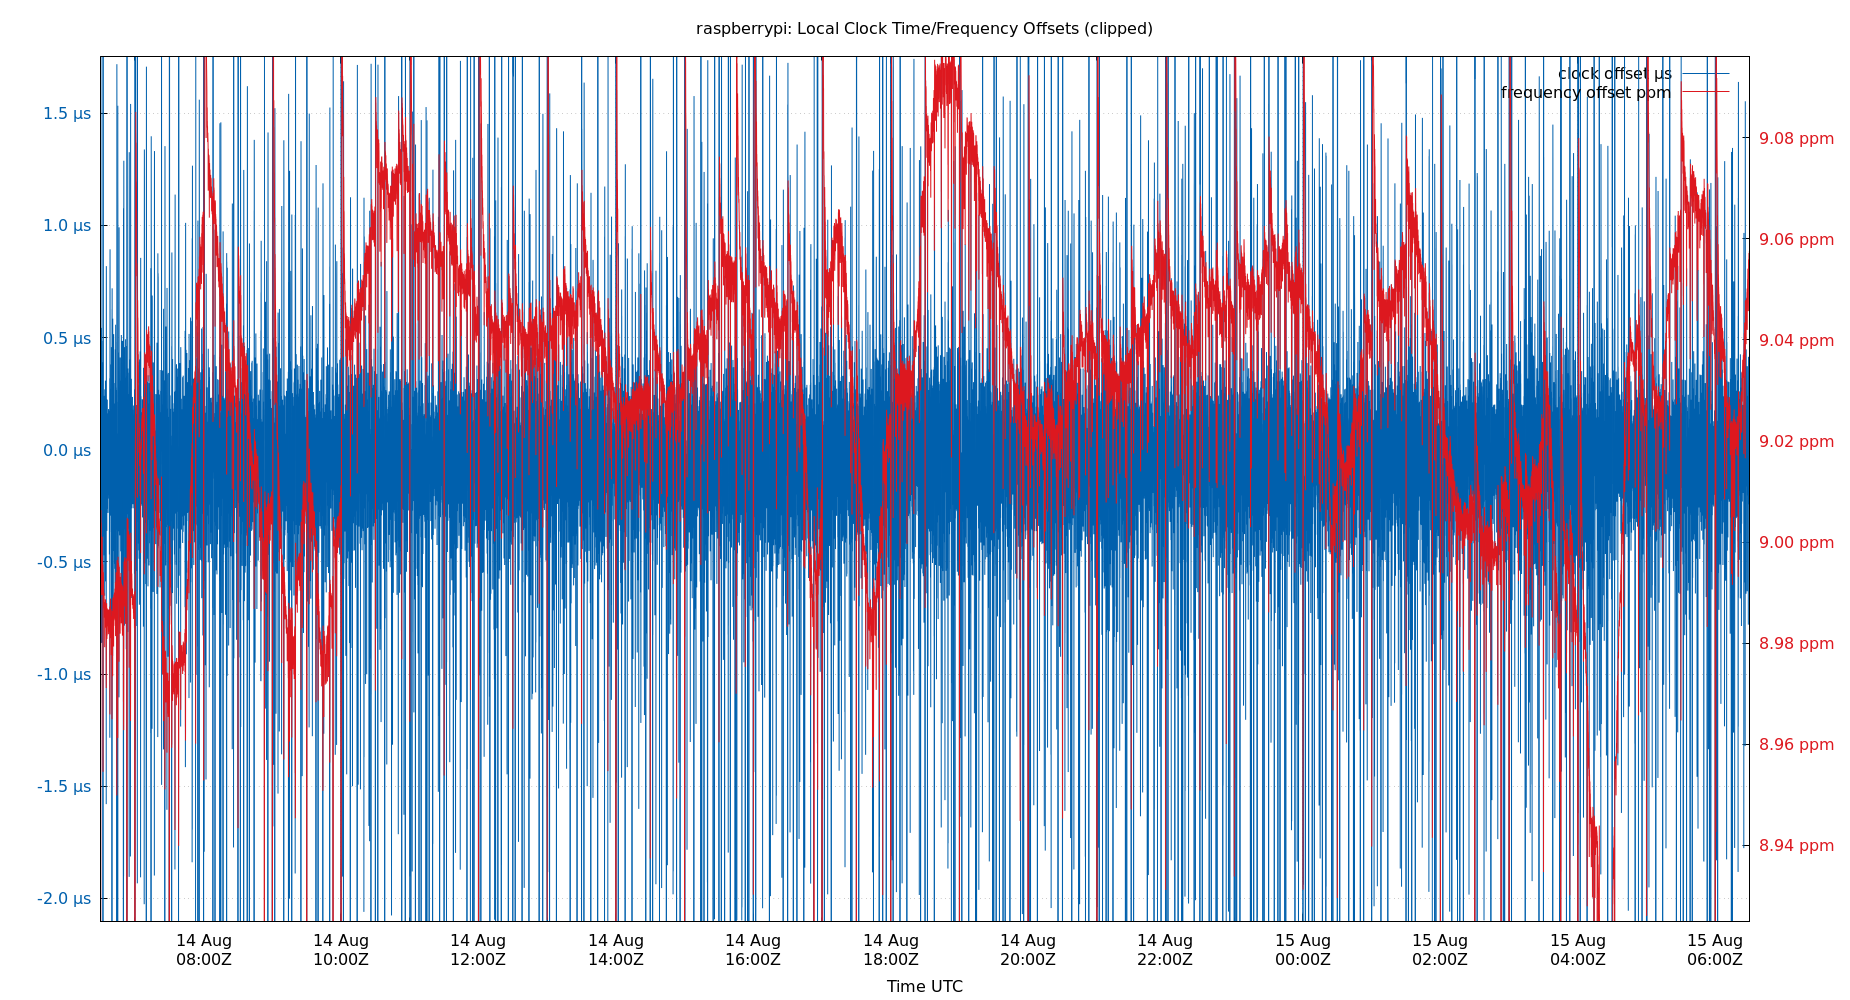 raspberrypi: Local Clock Time/Frequency Offsets (clipped)
clock offset µs
frequency offset ppm
1.5 µs
1.0 µs
0.5 µs
0.0 µs
-0.5 µs
-1.0 µs
-1.5 µs
-2.0 µs
9.08 ppm
9.06 ppm
9.04 ppm
9.02 ppm
9.00 ppm
8.98 ppm
8.96 ppm
8.94 ppm
14 Aug 14 Aug 14 Aug 14 Aug 14 Aug 14 Aug 14 Aug 14 Aug 15 Aug 15 Aug 15 Aug 15 Aug
08:00Z 10:00Z 12:00Z 14:00Z 16:00Z 18:00Z 20:00Z 22:00Z 00:00Z 02:00Z 04:00Z 06:00Z
Time UTC